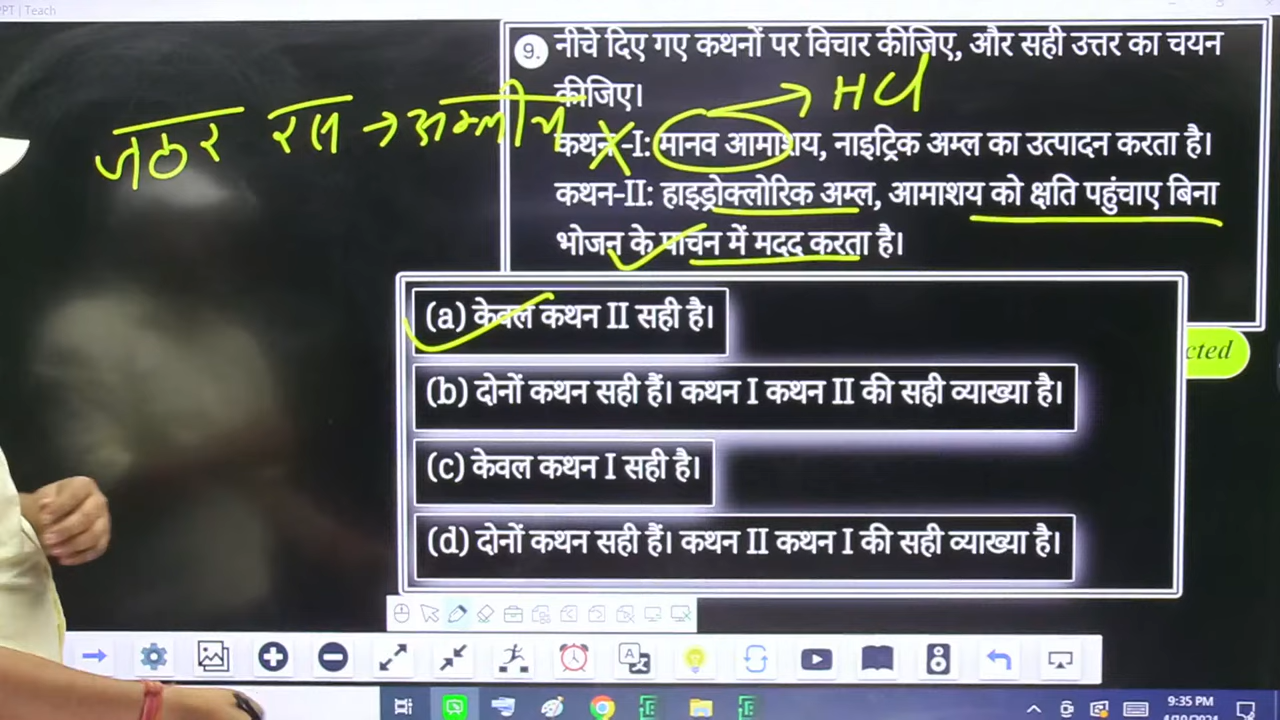 PPT | Teach
9. नीचे दिए गए कथनों पर विचार कीजिए, और सही उत्तर का चयन
कीजिए।
HCl
जठर रस → अम्लीय
कथन-I: मानव आमाशय, नाइट्रिक अम्ल का उत्पादन करता है।
कथन-II: हाइड्रोक्लोरिक अम्ल, आमाशय को क्षति पहुंचाए बिना
भोजन के पाचन में मदद करता है।
(a) केवल कथन II सही है।
cted
(b) दोनों कथन सही हैं। कथन I कथन II की सही व्याख्या है।
(c) केवल कथन I सही है।
(d) दोनों कथन सही हैं। कथन II कथन I की सही व्याख्या है।
9:35 PM